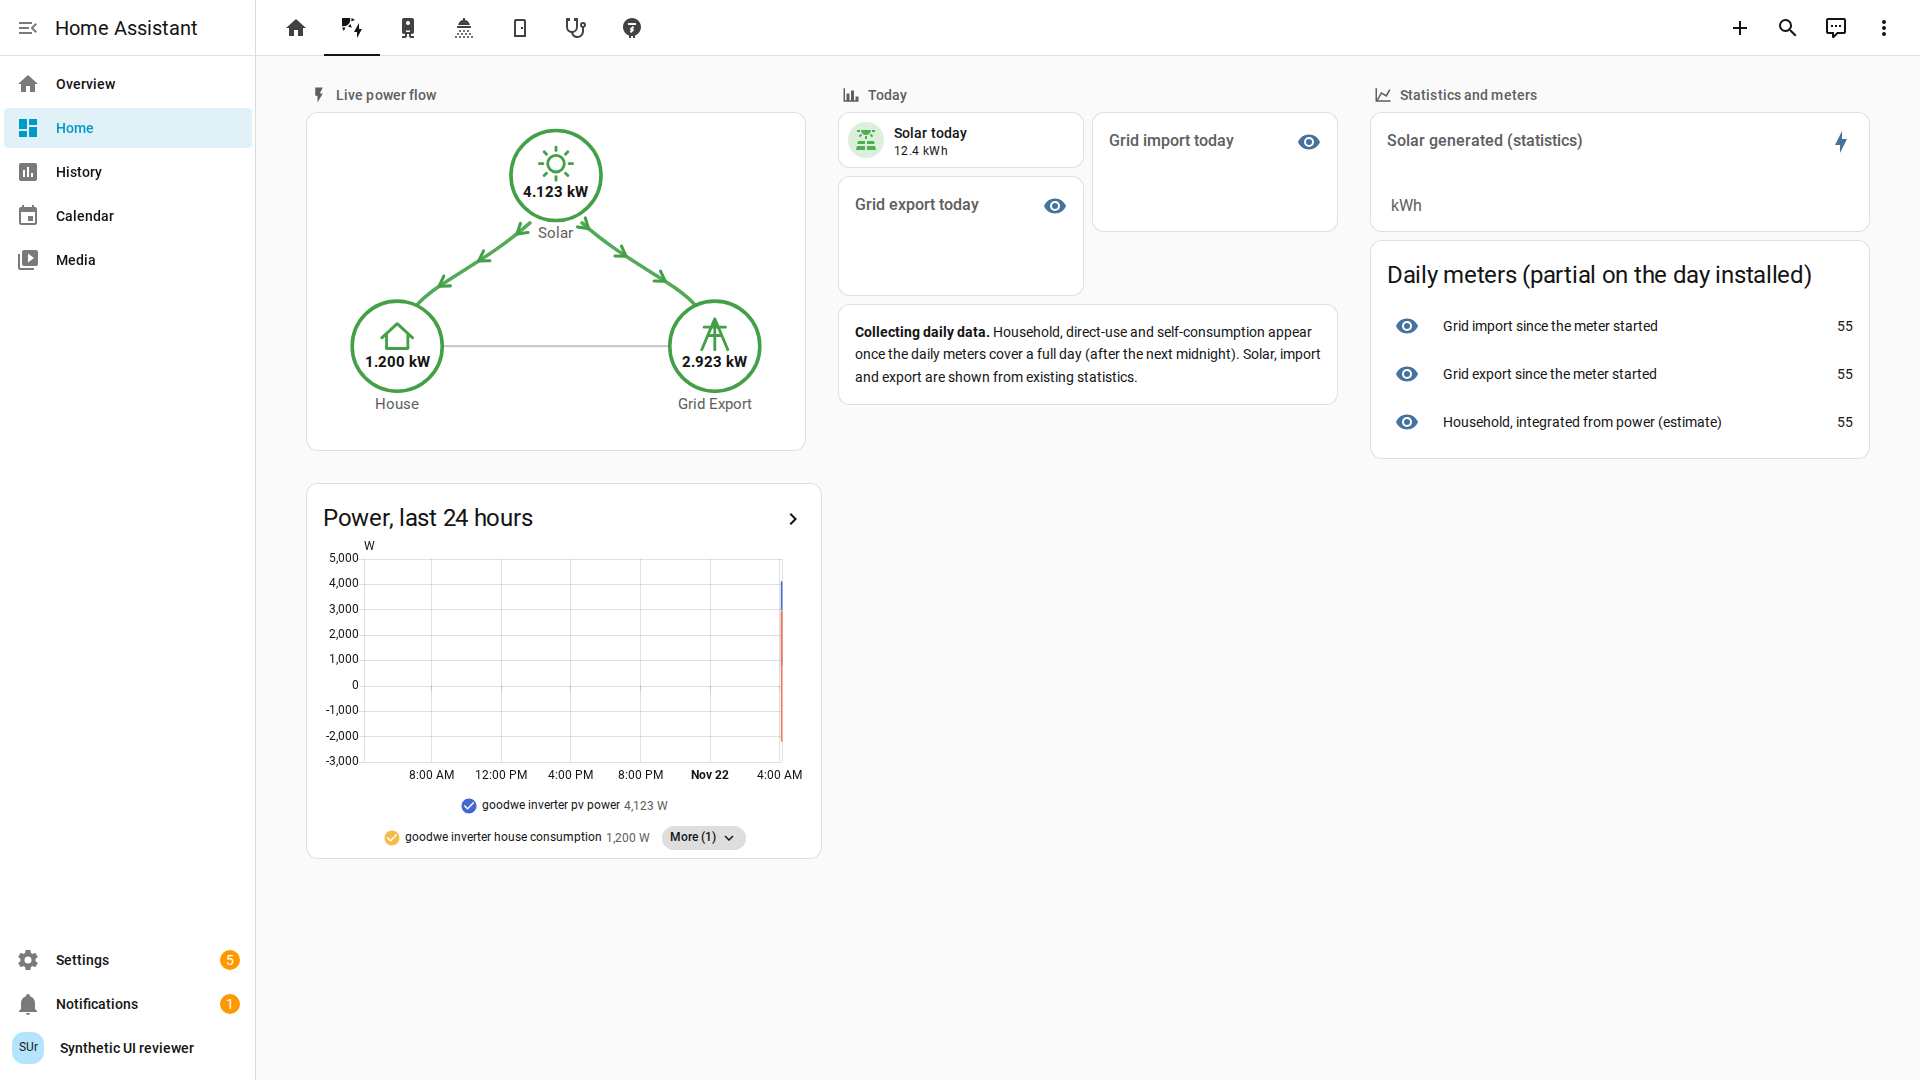 Home Assistant
Overview
Home
History
Calendar
Media
Settings 5
Notifications 1
SUr Synthetic UI reviewer
Live power flow
4.123 kW
Solar
1.200 kW
House
2.923 kW
Grid Export
Power, last 24 hours
W
5,000
4,000
3,000
2,000
1,000
0
-1,000
-2,000
-3,000
8:00 AM 12:00 PM 4:00 PM 8:00 PM Nov 22 4:00 AM
goodwe inverter pv power 4,123 W
goodwe inverter house consumption 1,200 W More (1)
Today
Solar today
12.4 kWh
Grid import today
Grid export today
Collecting daily data. Household, direct-use and self-consumption appear
once the daily meters cover a full day (after the next midnight). Solar, import
and export are shown from existing statistics.
Statistics and meters
Solar generated (statistics)
kWh
Daily meters (partial on the day installed)
Grid import since the meter started 55
Grid export since the meter started 55
Household, integrated from power (estimate) 55